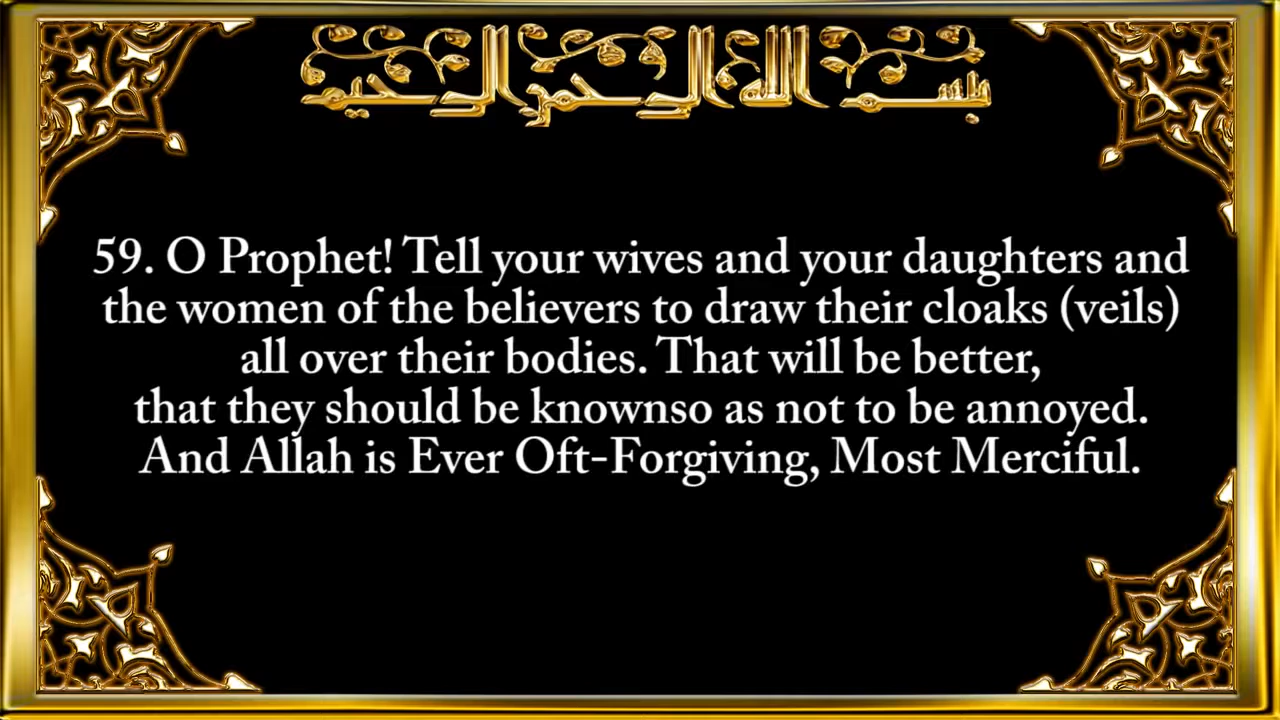 بسم الله الرحمن الرحيم
59. O Prophet! Tell your wives and your daughters and
the women of the believers to draw their cloaks (veils)
all over their bodies. That will be better,
that they should be knownso as not to be annoyed.
And Allah is Ever Oft-Forgiving, Most Merciful.